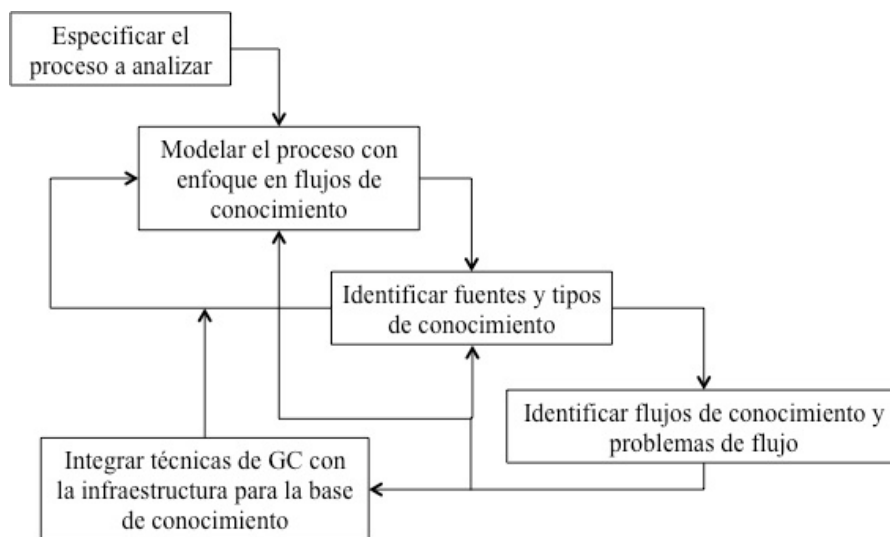 Especificar el
proceso a analizar
Modelar el proceso con
enfoque en flujos de
conocimiento
Identificar fuentes y tipos
de conocimiento
Identificar flujos de conocimiento y
problemas de flujo
Integrar técnicas de GC con
la infraestructura para la base
de conocimiento